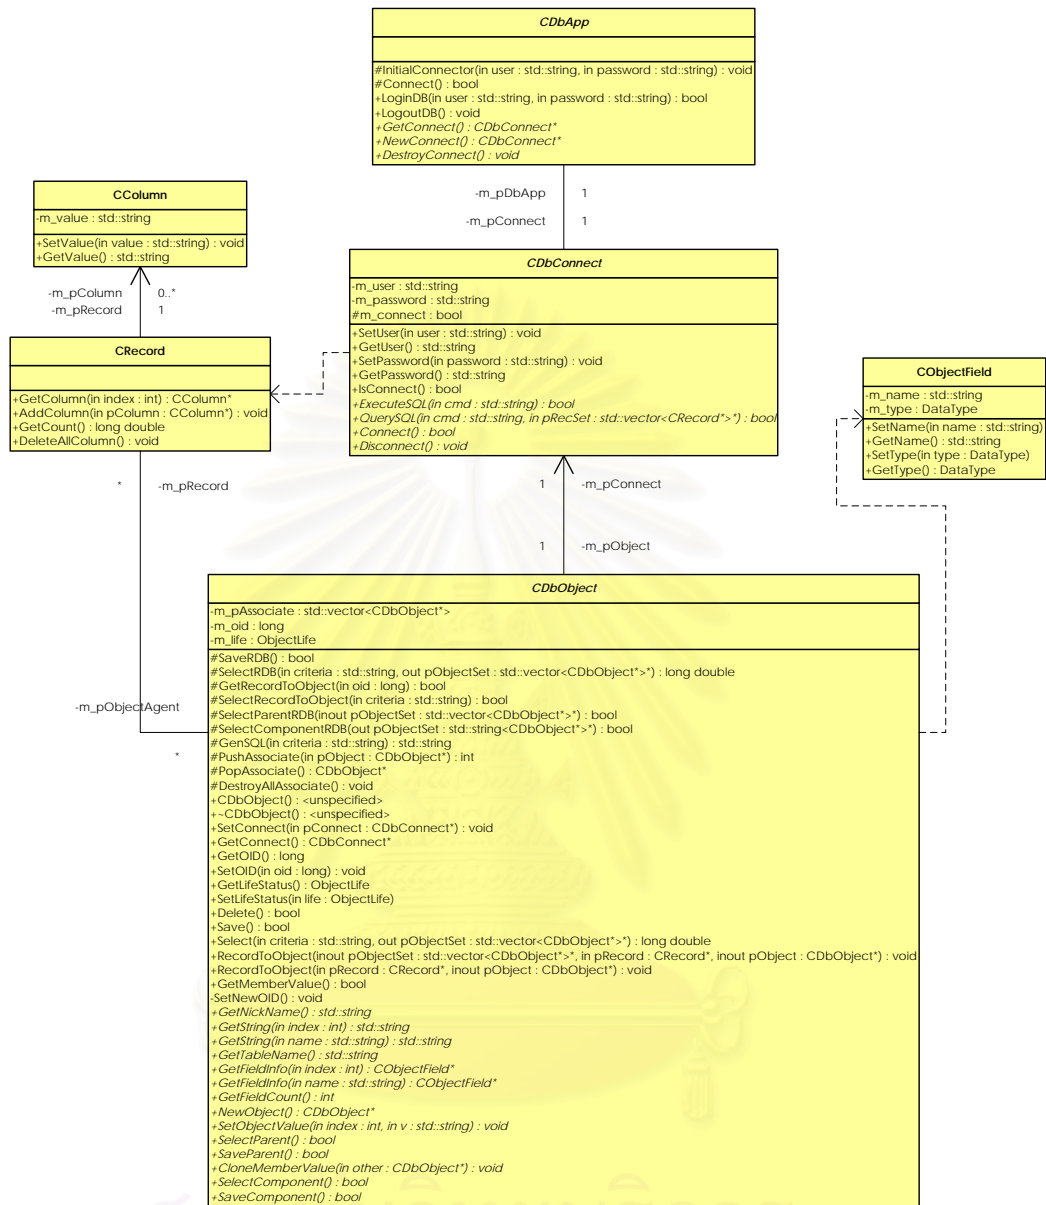 CDbApp
#InitialConnector(in user : std::string, in password : std::string) : void
#Connect() : bool
+LoginDB(in user : std::string, in password : std::string) : bool
+LogoutDB() : void
+GetConnect() : CDbConnect*
+NewConnect() : CDbConnect*
+DestroyConnect() : void
-m_pDbApp 1
-m_pConnect 1
CColumn
-m_value : std::string
+SetValue(in value : std::string) : void
+GetValue() : std::string
-m_pColumn 0..*
-m_pRecord 1
CRecord
+GetColumn(in index : int) : CColumn*
+AddColumn(in pColumn : CColumn*) : void
+GetCount() : long double
+DeleteAllColumn() : void
* -m_pRecord
CDbConnect
-m_user : std::string
-m_password : std::string
#m_connect : bool
+SetUser(in user : std::string) : void
+GetUser() : std::string
+SetPassword(in password : std::string) : void
+GetPassword() : std::string
+IsConnect() : bool
+ExecuteSQL(in cmd : std::string) : bool
+QuerySQL(in cmd : std::string, in pRecSet : std::vector<CRecord*>*) : bool
+Connect() : bool
+Disconnect() : void
1 -m_pConnect
1 -m_pObject
CObjectField
-m_name : std::string
-m_type : DataType
+SetName(in name : std::string)
+GetName() : std::string
+SetType(in type : DataType)
+GetType() : DataType
-m_pObjectAgent
*
CDbObject
-m_pAssociate : std::vector<CDbObject*>
-m_oid : long
-m_life : ObjectLife
#SaveRDB() : bool
#SelectRDB(in criteria : std::string, out pObjectSet : std::vector<CDbObject*>*) : long double
#GetRecordToObject(in oid : long) : bool
#SelectRecordToObject(in criteria : std::string) : bool
#SelectParentRDB(inout pObjectSet : std::vector<CDbObject*>*) : bool
#SelectComponentRDB(out pObjectSet : std::string<CDbObject*>*) : bool
#GenSQL(in criteria : std::string) : std::string
#PushAssociate(in pObject : CDbObject*) : int
#PopAssociate() : CDbObject*
#DestroyAllAssociate() : void
+CDbObject() : <unspecified>
+~CDbObject() : <unspecified>
+SetConnect(in pConnect : CDbConnect*) : void
+GetConnect() : CDbConnect*
+GetOID() : long
+SetOID(in oid : long) : void
+GetLifeStatus() : ObjectLife
+SetLifeStatus(in life : ObjectLife)
+Delete() : bool
+Save() : bool
+Select(in criteria : std::string, out pObjectSet : std::vector<CDbObject*>*) : long double
+RecordToObject(inout pObjectSet : std::vector<CDbObject*>*, in pRecord : CRecord*, inout pObject : CDbObject*) : void
+RecordToObject(in pRecord : CRecord*, inout pObject : CDbObject*) : void
+GetMemberValue() : bool
-SetNewOID() : void
+GetNickName() : std::string
+GetString(in index : int) : std::string
+GetString(in name : std::string) : std::string
+GetTableName() : std::string
+GetFieldInfo(in index : int) : CObjectField*
+GetFieldInfo(in name : std::string) : CObjectField*
+GetFieldCount() : int
+NewObject() : CDbObject*
+SetObjectValue(in index : int, in v : std::string) : void
+SelectParent() : bool
+SaveParent() : bool
+CloneMemberValue(in other : CDbObject*) : void
+SelectComponent() : bool
+SaveComponent() : bool